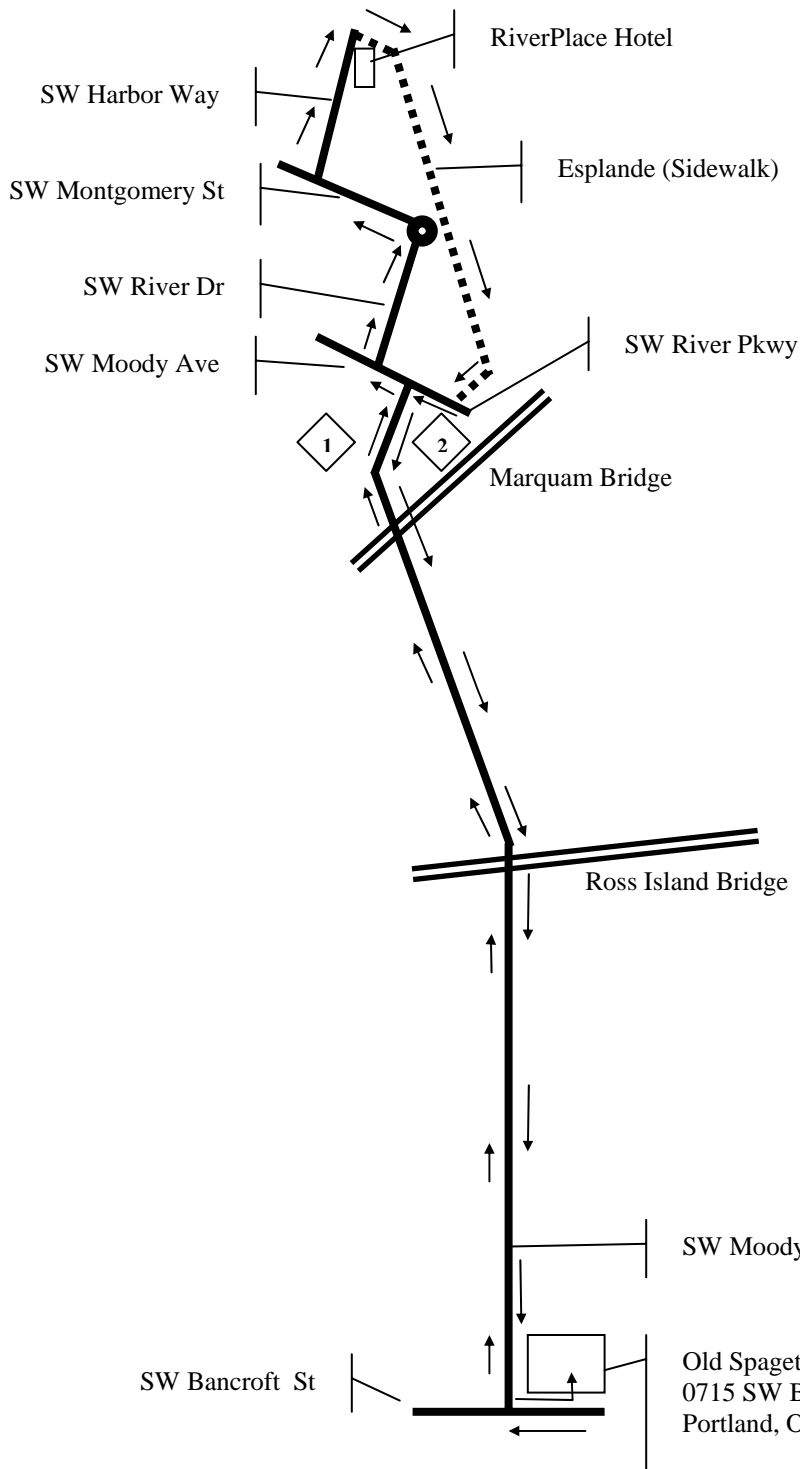 RiverPlace Hotel
SW Harbor Way
Esplande (Sidewalk)
SW Montgomery St
SW River Dr
SW River Pkwy
SW Moody Ave
1
2
Marquam Bridge
Ross Island Bridge
SW Moody
Old Spaget
0715 SW B
Portland, O
SW Bancroft St